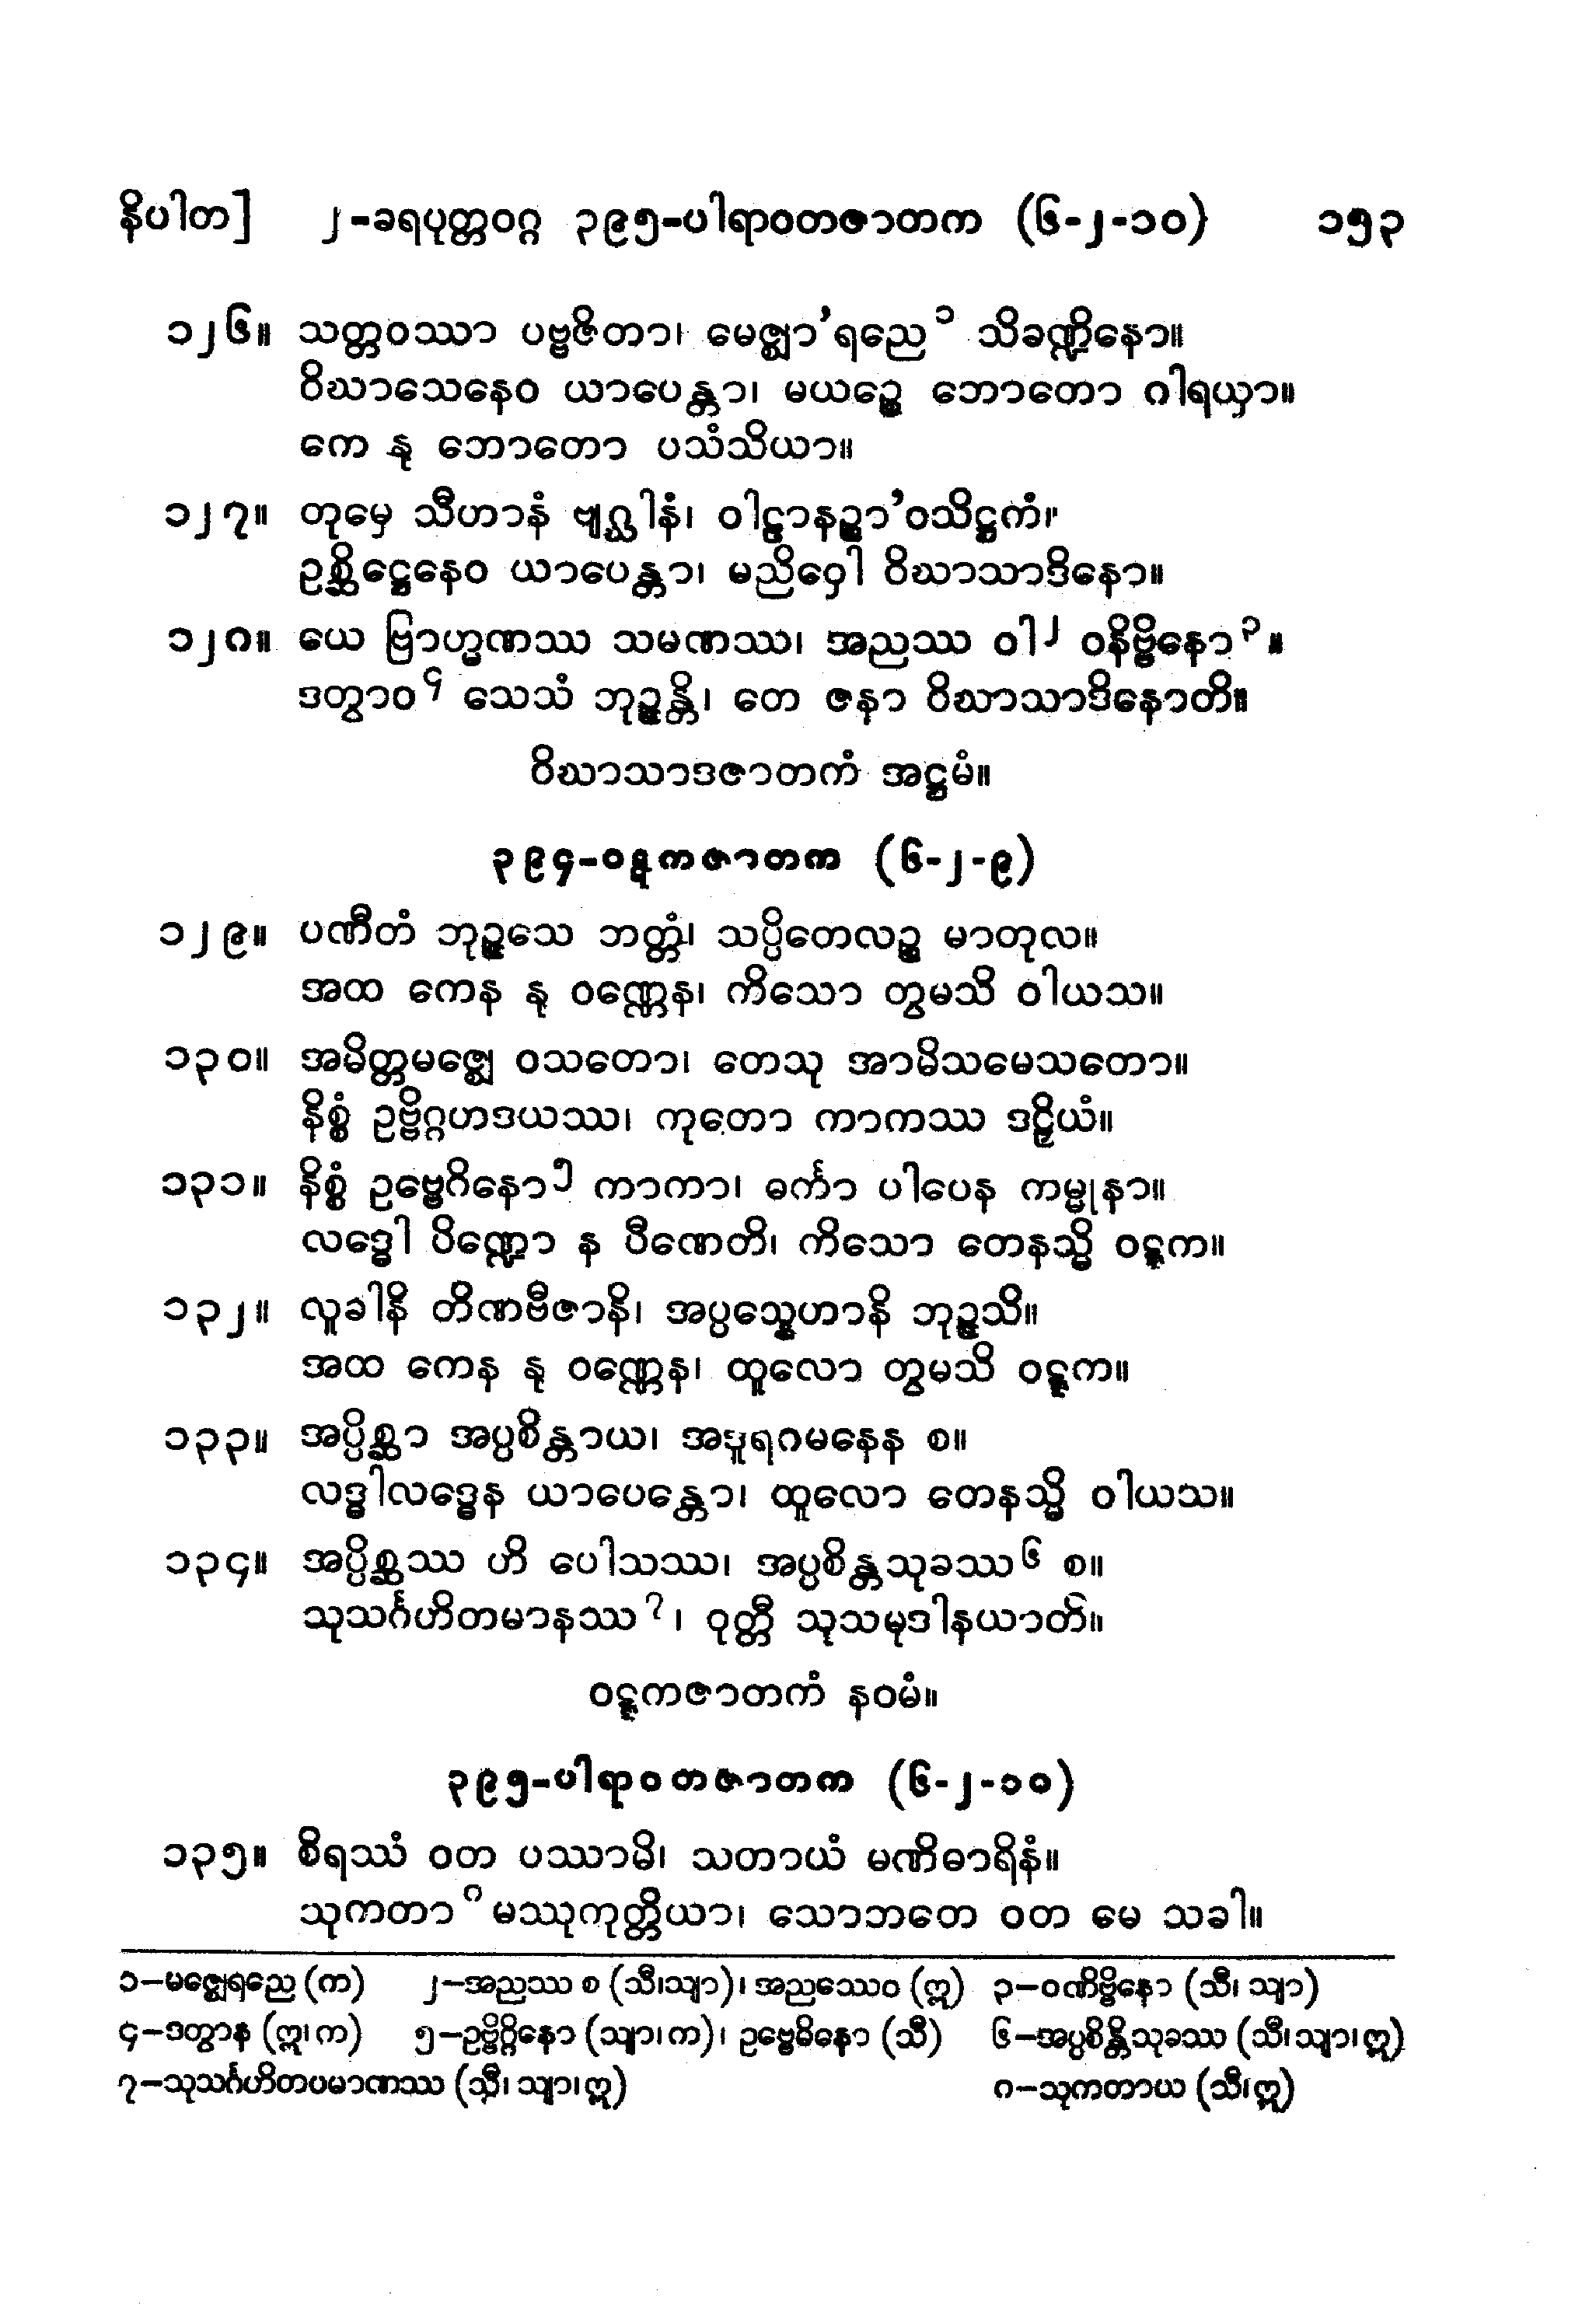 နိပါတ] ၂-ခရပုတ္တဝဂ္ဂ ၃၉၅-ပါရာဝတဇာတက (၆-၂-၁၀) ၁၅၃
၁၂၆။ သတ္တဝဿာ ပဗ္ဗဇိတာ၊ မေဇ္ဈာ’ရညေ ၁ သိခဏ္ဍိနော။
ဝိဃာသေနေဝ ယာပေန္တာ၊ မယဉ္စေ ဘောတော ဂါရယှာ။
ကေ နု ဘောတော ပသံသိယာ။
၁၂၇။ တုမှေ သီဟာနံ ဗျဂ္ဃါနံ၊ ဝါဠာနဉ္စာ’ဝသိဋ္ဌကံ။
ဥစ္ဆိဋ္ဌေနေဝ ယာပေန္တာ၊ မညိဝှေါ ဝိဃာသာဒိနော။
၁၂၈။ ယေ ဗြာဟ္မဏဿ သမဏဿ၊ အညဿ ဝါ ၂ ဝနိဗ္ဗိနော ၃ ။
ဒတွာဝ ၄ သေသံ ဘုဉ္ဇန္တိ၊ တေ ဇနာ ဝိဃာသာဒိနောတိ။
ဝိဃာသာဒဇာတကံ အဋ္ဌမံ။
၃၉၄-ဝဋ္ဋကဇာတက (၆-၂-၉)
၁၂၉။ ပဏီတံ ဘုဉ္ဇသေ ဘတ္တံ၊ သပ္ပိတေလဉ္စ မာတုလ။
အထ ကေန နု ဝဏ္ဏေန၊ ကိသော တွမသိ ဝါယသ။
၁၃၀။ အမိတ္တမဇ္ဈေ ဝသတော၊ တေသု အာမိသမေသတော။
နိစ္စံ ဥဗ္ဗိဂ္ဂဟဒယဿ၊ ကုတော ကာကဿ ဒဠှိယံ။
၁၃၁။ နိစ္စံ ဥဗ္ဗေဂိနော ၅ ကာကာ၊ ဓင်္ကာ ပါပေန ကမ္မုနာ။
လဒ္ဓေါ ပိဏ္ဍော န ပီဏေတိ၊ ကိသော တေနသ္မိ ဝဋ္ဋက။
၁၃၂။ လူခါနိ တိဏဗီဇာနိ၊ အပ္ပသ္နေဟာနိ ဘုဉ္ဇသိ။
အထ ကေန နု ဝဏ္ဏေန၊ ထူလော တွမသိ ဝဋ္ဋက။
၁၃၃။ အပ္ပိစ္ဆာ အပ္ပစိန္တာယ၊ အဒူရဂမနေန စ။
လဒ္ဓါလဒ္ဓေန ယာပေန္တော၊ ထူလော တေနသ္မိ ဝါယသ။
၁၃၄။ အပ္ပိစ္ဆဿ ဟိ ပေါသဿ၊ အပ္ပစိန္တသုခဿ ၆ စ။
သုသင်္ဂဟိတမာနဿ ၇ ၊ ဝုတ္တီ သုသမုဒါနယာတိ။
ဝဋ္ဋကဇာတကံ နဝမံ။
၃၉၅-ပါရာဝတဇာတက (၆-၂-၁၀)
၁၃၅။ စိရဿံ ဝတ ပဿာမိ၊ သတာယံ မဏိဓာရိနံ။
သုကတာ ၈ မဿုကုတ္တိယာ၊ သောဘတေ ဝတ မေ သခါ။
၁–မဇ္ဈေရညေ (က) ၂–အညဿ စ (သီ၊သျာ)၊ အညဿေဝ (ဣ) ၃–ဝဏိဗ္ဗိနော (သီ၊ သျာ)
၄–ဒတွာန (ဣ၊က) ၅–ဥဗ္ဗိဂ္ဂိနော (သျာ၊က)၊ ဥဗ္ဗေဓိနော (သီ) ၆–အပ္ပစိန္တိသုခဿ (သီ၊သျာ၊ဣ)
၇–သုသင်္ဂဟိတပမာဏဿ (သီ၊ သျာ၊ဣ) ၈–သုကတာယ (သီ၊ဣ)